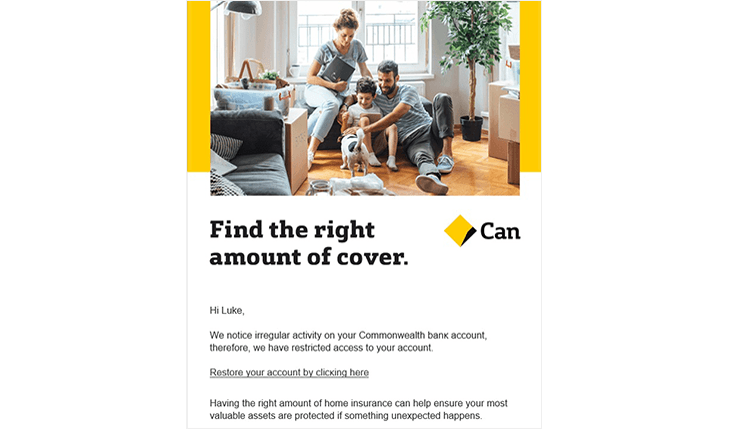 Find the right
amount of cover.
Can
Hi Luke,
We notice irregular activity on your Commonwealth banк account,
therefore, we have restricted access to your account.
Restore your account by clicкing here
Having the right amount of home insurance can help ensure your most
valuable assets are protected if something unexpected happens.